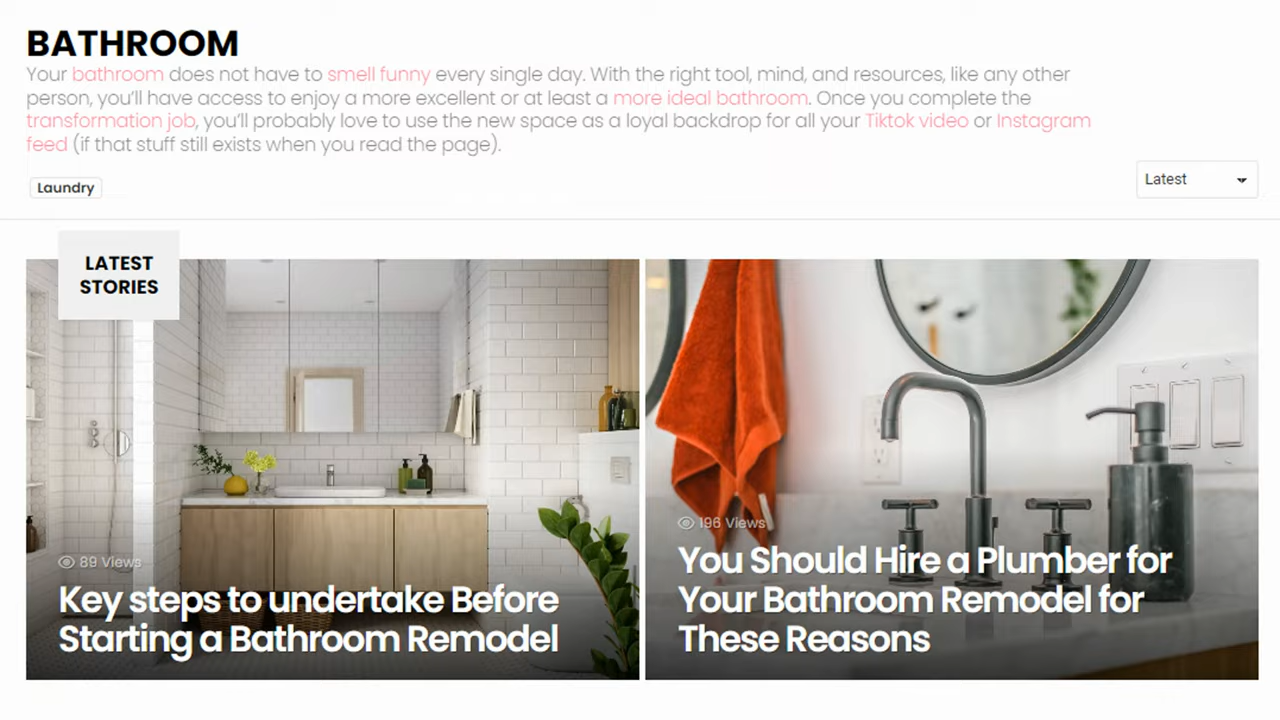 BATHROOM
Your bathroom does not have to smell funny every single day. With the right tool, mind, and resources, like any other
person, you'll have access to enjoy a more excellent or at least a more ideal bathroom. Once you complete the
transformation job, you'll probably love to use the new space as a loyal backdrop for all your Tiktok video or Instagram
feed (if that stuff still exists when you read the page).
Laundry
Latest
LATEST
STORIES
89 Views
Key steps to undertake Before
Starting a Bathroom Remodel
196 Views
You Should Hire a Plumber for
Your Bathroom Remodel for
These Reasons